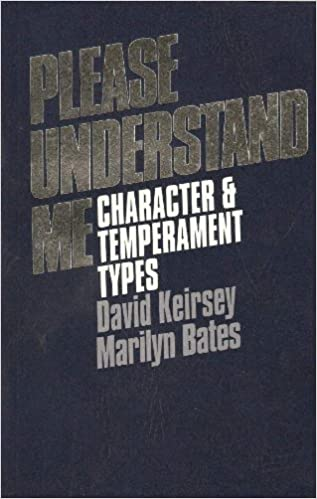 PLEASE
UNDERSTAND
ME
CHARACTER &
TEMPERAMENT
TYPES
David Keirsey
Marilyn Bates